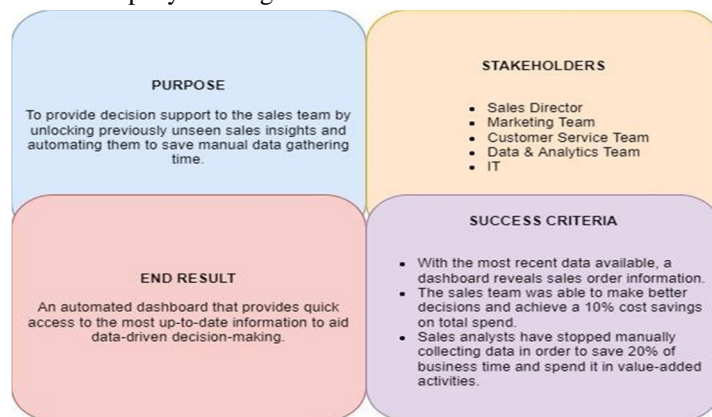 PURPOSE
To provide decision support to the sales team by
unlocking previously unseen sales insights and
automating them to save manual data gathering
time.
STAKEHOLDERS
• Sales Director
• Marketing Team
• Customer Service Team
• Data & Analytics Team
• IT
END RESULT
An automated dashboard that provides quick
access to the most up-to-date information to aid
data-driven decision-making.
SUCCESS CRITERIA
• With the most recent data available, a
dashboard reveals sales order information.
• The sales team was able to make better
decisions and achieve a 10% cost savings
on total spend.
• Sales analysts have stopped manually
collecting data in order to save 20% of
business time and spend it in value-added
activities.